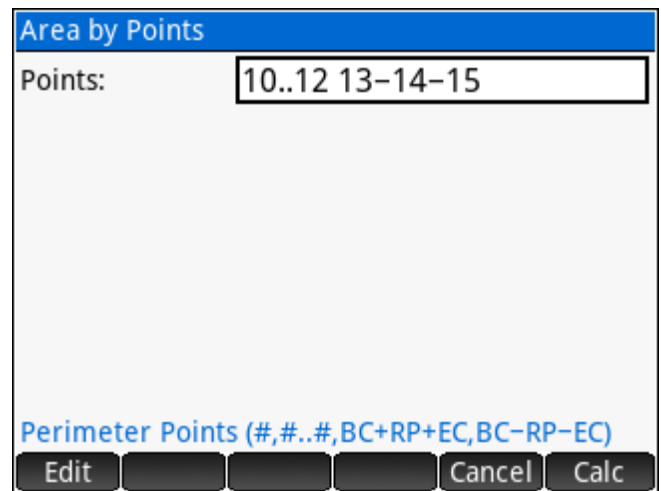 Area by Points
Points: 10..12 13−14−15
Perimeter Points (#,#..#,BC+RP+EC,BC−RP−EC)
Edit Cancel Calc